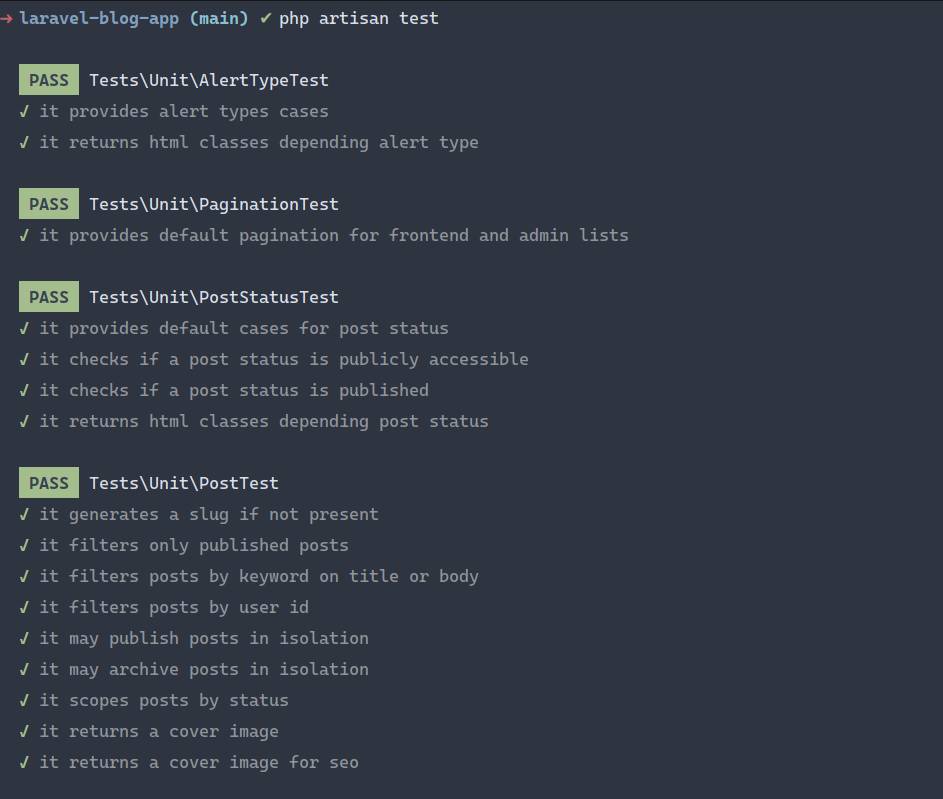 → laravel-blog-app (main) ✔ php artisan test
PASS Tests\Unit\AlertTypeTest
✓ it provides alert types cases
✓ it returns html classes depending alert type
PASS Tests\Unit\PaginationTest
✓ it provides default pagination for frontend and admin lists
PASS Tests\Unit\PostStatusTest
✓ it provides default cases for post status
✓ it checks if a post status is publicly accessible
✓ it checks if a post status is published
✓ it returns html classes depending post status
PASS Tests\Unit\PostTest
✓ it generates a slug if not present
✓ it filters only published posts
✓ it filters posts by keyword on title or body
✓ it filters posts by user id
✓ it may publish posts in isolation
✓ it may archive posts in isolation
✓ it scopes posts by status
✓ it returns a cover image
✓ it returns a cover image for seo